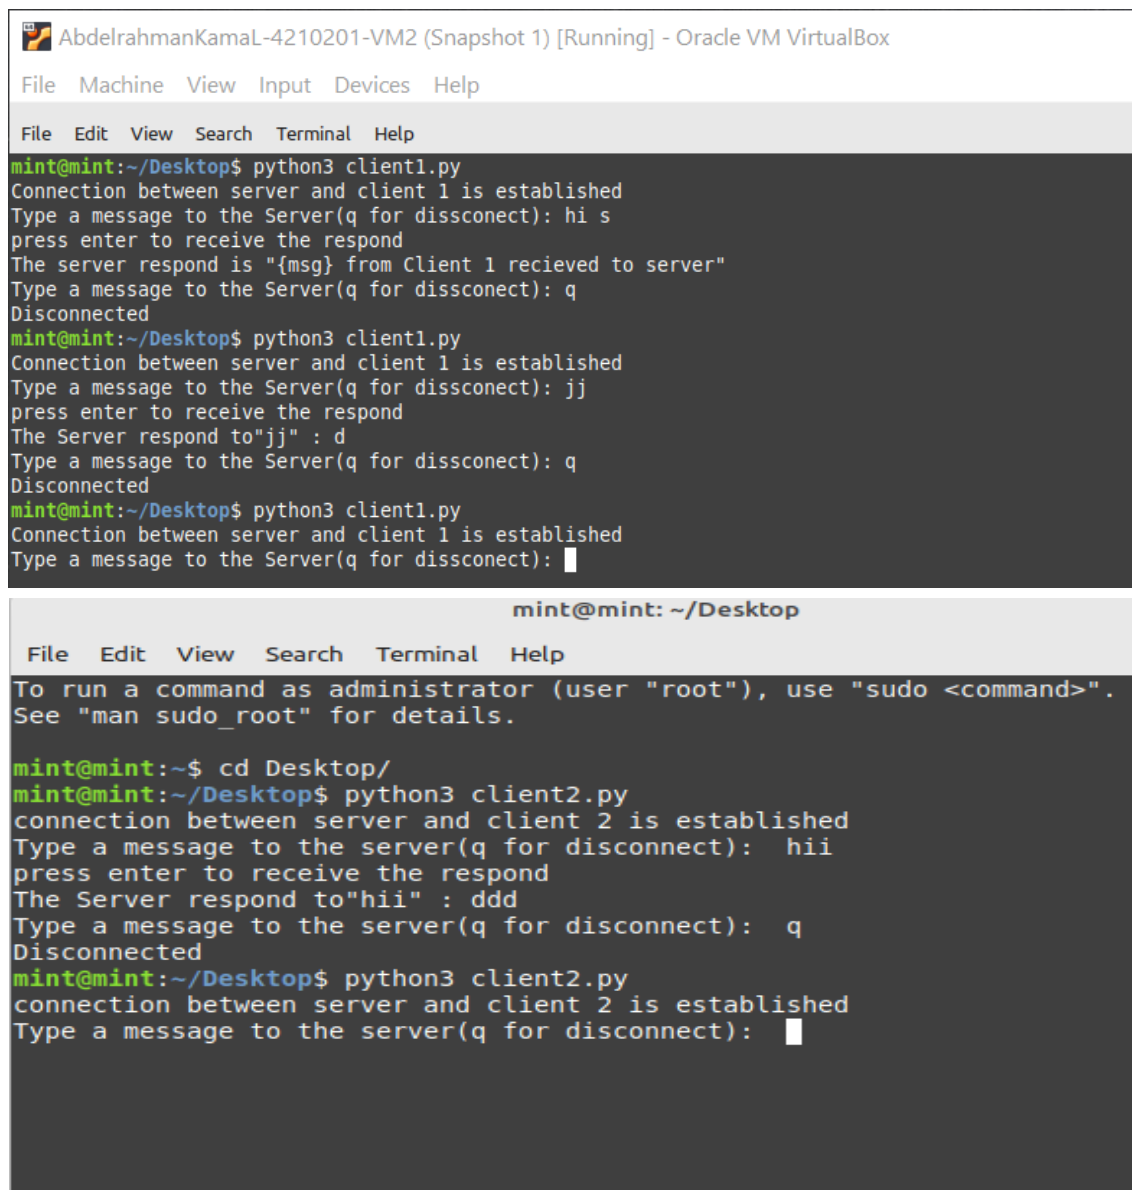 AbdelrahmanKamaL-4210201-VM2 (Snapshot 1) [Running] - Oracle VM VirtualBox
File Machine View Input Devices Help
File Edit View Search Terminal Help
mint@mint:~/Desktop$ python3 client1.py
Connection between server and client 1 is established
Type a message to the Server(q for dissconect): hi s
press enter to receive the respond
The server respond is "{msg} from Client 1 recieved to server"
Type a message to the Server(q for dissconect): q
Disconnected
mint@mint:~/Desktop$ python3 client1.py
Connection between server and client 1 is established
Type a message to the Server(q for dissconect): jj
press enter to receive the respond
The Server respond to"jj" : d
Type a message to the Server(q for dissconect): q
Disconnected
mint@mint:~/Desktop$ python3 client1.py
Connection between server and client 1 is established
Type a message to the Server(q for dissconect):
mint@mint: ~/Desktop
File Edit View Search Terminal Help
To run a command as administrator (user "root"), use "sudo <command>".
See "man sudo_root" for details.
mint@mint:~$ cd Desktop/
mint@mint:~/Desktop$ python3 client2.py
connection between server and client 2 is established
Type a message to the server(q for disconnect):  hii
press enter to receive the respond
The Server respond to"hii" : ddd
Type a message to the server(q for disconnect):  q
Disconnected
mint@mint:~/Desktop$ python3 client2.py
connection between server and client 2 is established
Type a message to the server(q for disconnect):